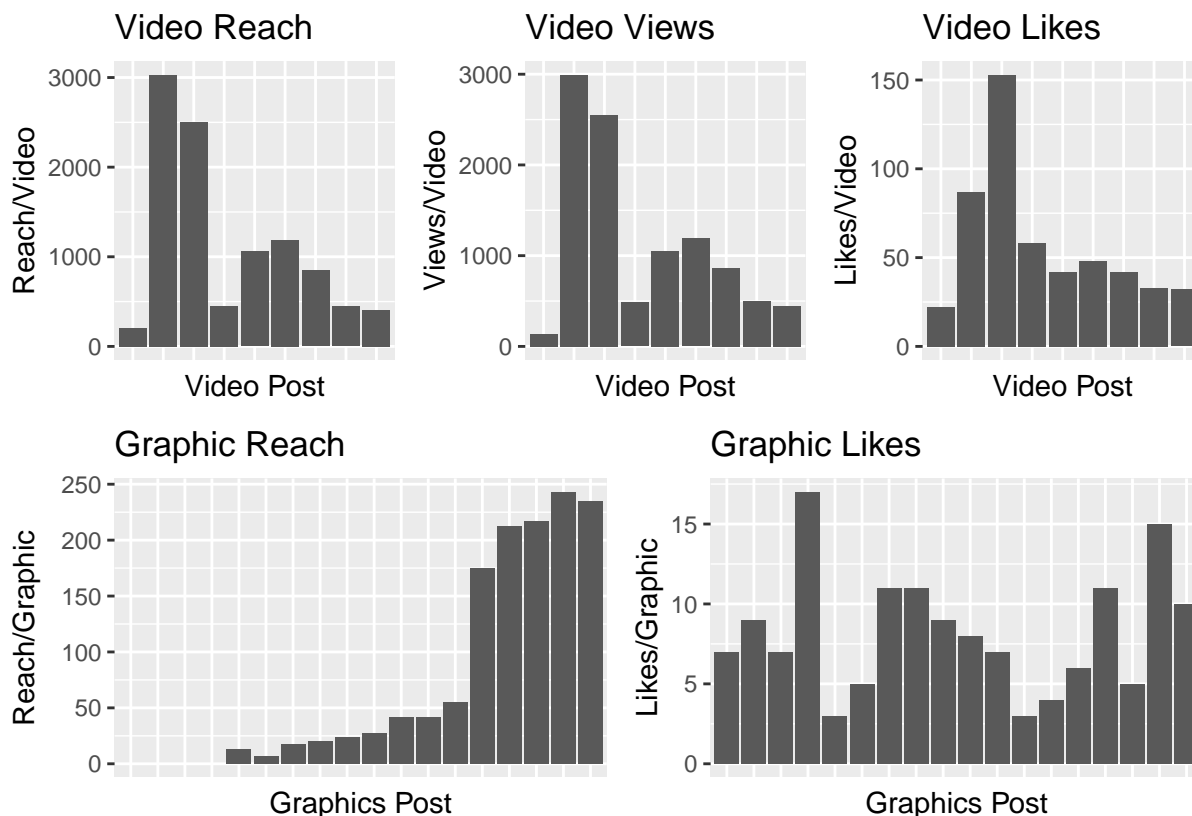 Video Reach
3000
2000
1000
0
Reach/Video
Video Post
Video Views
3000
2000
1000
0
Views/Video
Video Post
Video Likes
150
100
50
0
Likes/Video
Video Post
Graphic Reach
250
200
150
100
50
0
Reach/Graphic
Graphics Post
Graphic Likes
15
10
5
0
Likes/Graphic
Graphics Post